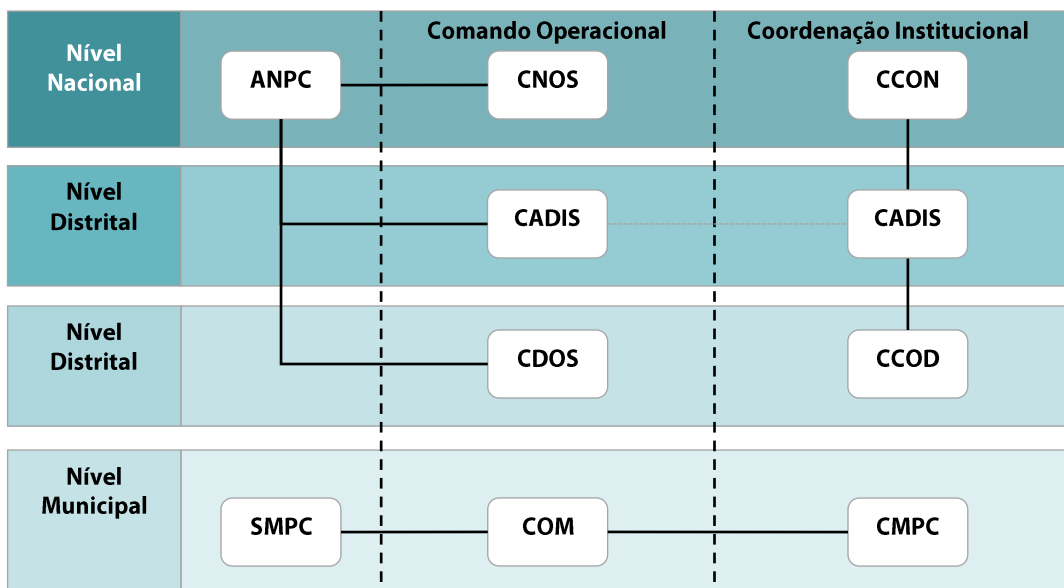 Comando Operacional
Coordenação Institucional
Nível
Nacional
ANPC
CNOS
CCON
Nível
Distrital
CADIS
CADIS
Nível
Distrital
CDOS
CCOD
Nível
Municipal
SMPC
COM
CMPC